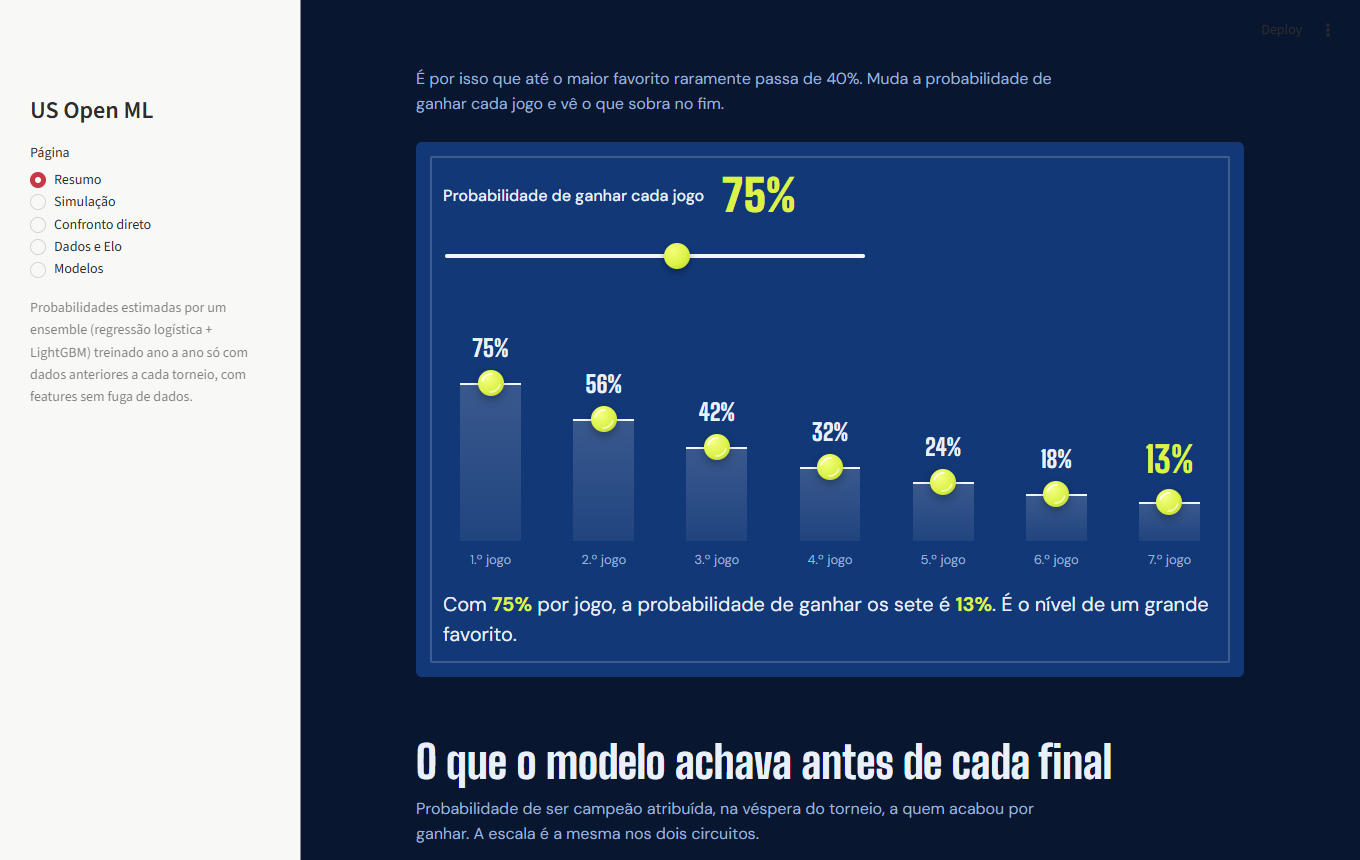 Deploy
US Open ML
Página
Resumo
Simulação
Confronto direto
Dados e Elo
Modelos
Probabilidades estimadas por um
ensemble (regressão logística +
LightGBM) treinado ano a ano só com
dados anteriores a cada torneio, com
features sem fuga de dados.
É por isso que até o maior favorito raramente passa de 40%. Muda a probabilidade de
ganhar cada jogo e vê o que sobra no fim.
Probabilidade de ganhar cada jogo 75%
75%
56%
42%
32%
24%
18%
13%
1.º jogo
2.º jogo
3.º jogo
4.º jogo
5.º jogo
6.º jogo
7.º jogo
Com 75% por jogo, a probabilidade de ganhar os sete é 13%. É o nível de um grande
favorito.
O que o modelo achava antes de cada final
Probabilidade de ser campeão atribuída, na véspera do torneio, a quem acabou por
ganhar. A escala é a mesma nos dois circuitos.